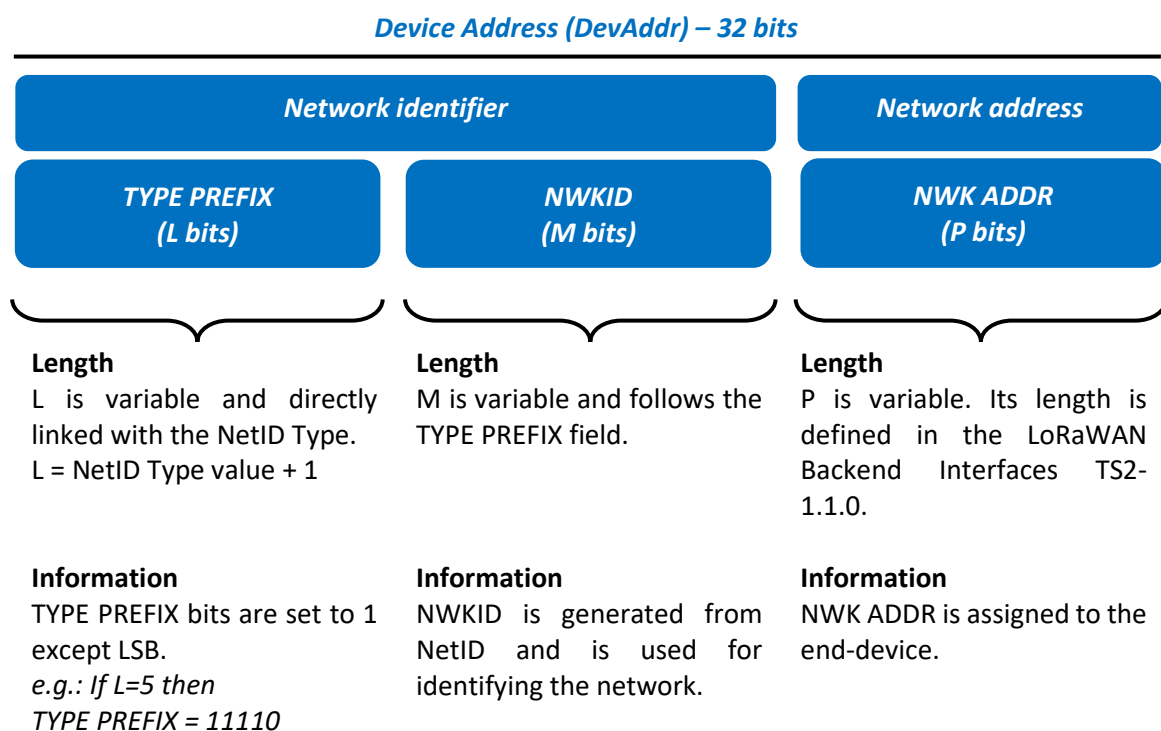 Device Address (DevAddr) – 32 bits
Network identifier
Network address
TYPE PREFIX
(L bits)
NWKID
(M bits)
NWK ADDR
(P bits)
Length
L is variable and directly
linked with the NetID Type.
L = NetID Type value + 1
Information
TYPE PREFIX bits are set to 1
except LSB.
e.g.: If L=5 then
TYPE PREFIX = 11110
Length
M is variable and follows the
TYPE PREFIX field.
Information
NWKID is generated from
NetID and is used for
identifying the network.
Length
P is variable. Its length is
defined in the LoRaWAN
Backend Interfaces TS2-
1.1.0.
Information
NWK ADDR is assigned to the
end-device.